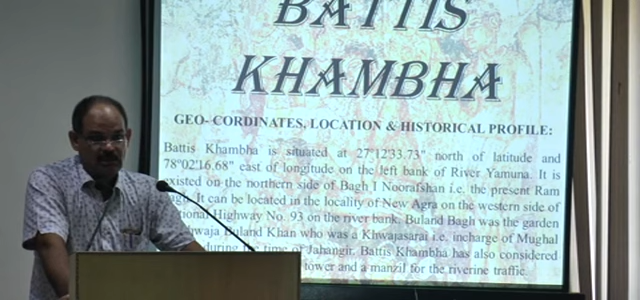 BATTIS
KHAMBHA
GEO- CORDINATES, LOCATION & HISTORICAL PROFILE:
Battis Khambha is situated at 27°12'33.73" north of latitude and
78°02'16.68" east of longitude on the left bank of River Yamuna. It is
existed on the northern side of Bagh I Noorafshan i.e. the present Ram
Bagh. It can be located in the locality of New Agra on the western side of
National Highway No. 93 on the river bank. Buland Bagh was the garden
Buland Khan who was a Khwajasarai i.e. incharge of Mughal
during the time of Jahangir. Battis Khambha has also considered
tower and a manzil for the riverine traffic.